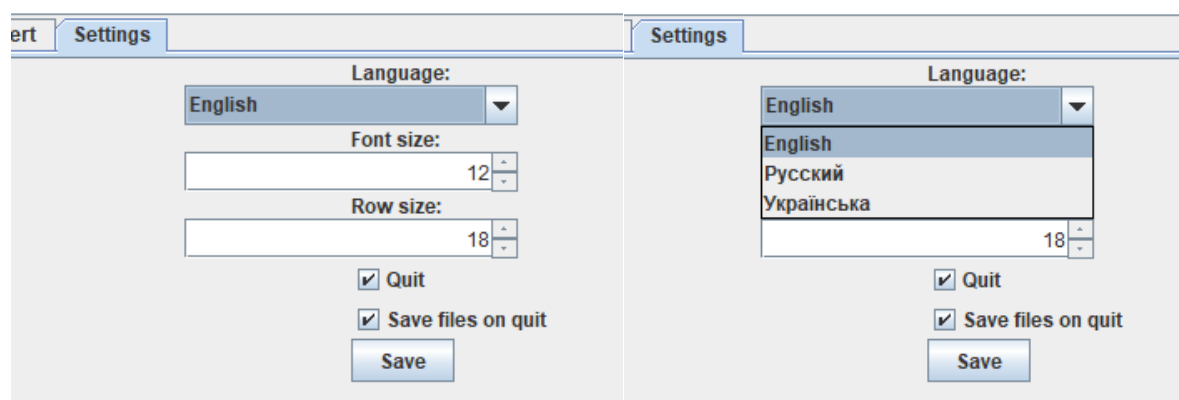 ert Settings
Language:
English
Font size:
12
Row size:
18
Quit
Save files on quit
Save
Settings
Language:
English
English
Русский
Українська
18
Quit
Save files on quit
Save